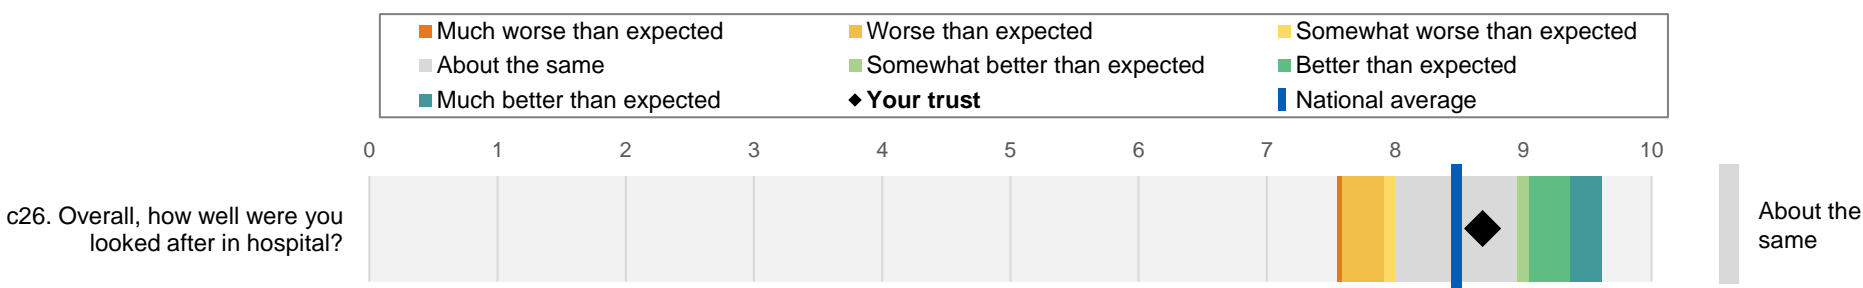 Much worse than expected
Worse than expected
Somewhat worse than expected
About the same
Somewhat better than expected
Better than expected
Much better than expected
Your trust
National average
0 1 2 3 4 5 6 7 8 9 10
c26. Overall, how well were you
looked after in hospital?
About the
same